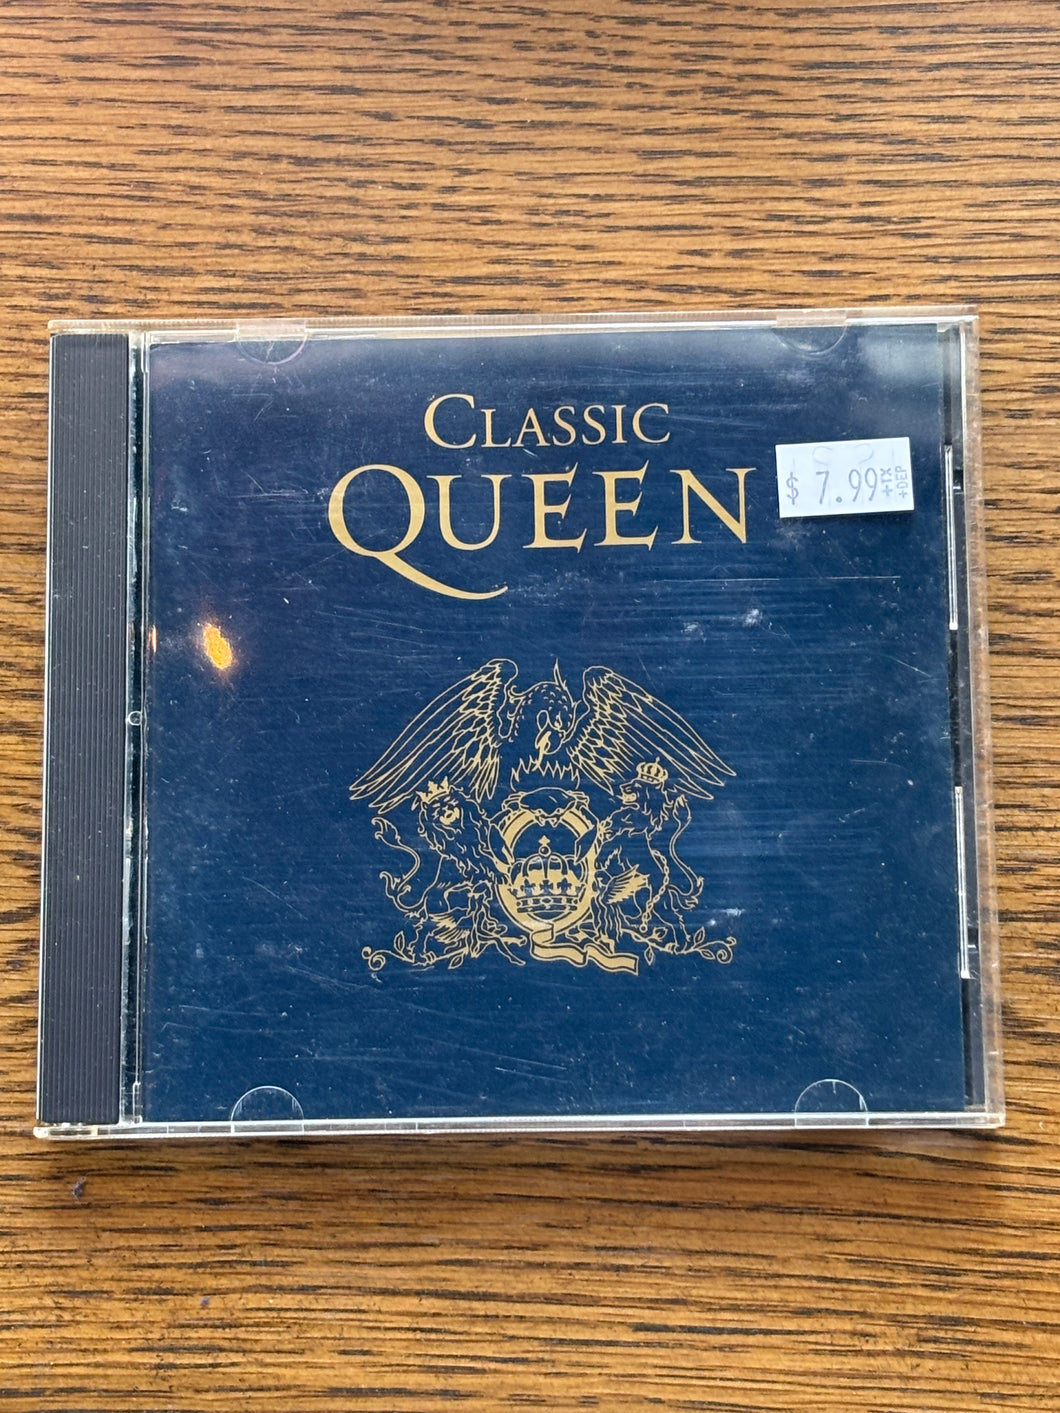 CLASSIC
QUEEN
$ 7.99 +TX
+DEP